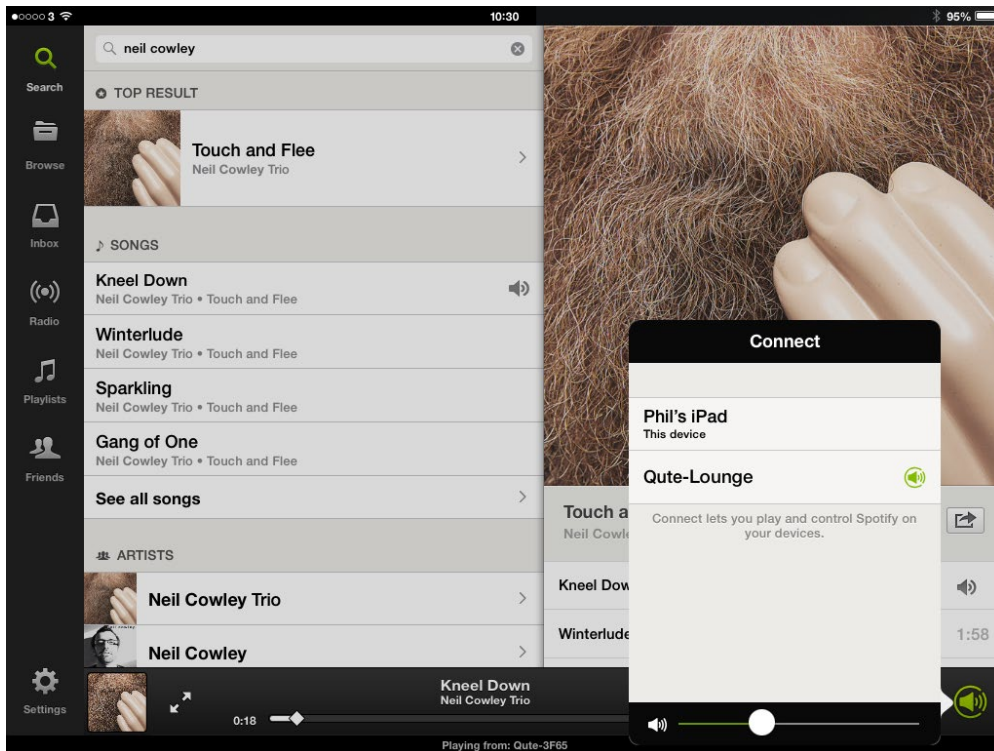 3
10:30
95%
neil cowley
Search
TOP RESULT
Touch and Flee
Neil Cowley Trio
Browse
Inbox
SONGS
Kneel Down
Neil Cowley Trio • Touch and Flee
Radio
Winterlude
Neil Cowley Trio • Touch and Flee
Sparkling
Neil Cowley Trio • Touch and Flee
Playlists
Gang of One
Neil Cowley Trio • Touch and Flee
Friends
See all songs
ARTISTS
Neil Cowley Trio
Neil Cowley
Settings
Connect
Phil's iPad
This device
Qute-Lounge
Connect lets you play and control Spotify on
your devices.
Touch a
Neil Cowle
Kneel Dow
Winterlude
1:58
Kneel Down
Neil Cowley Trio
0:18
Playing from: Qute-3F65